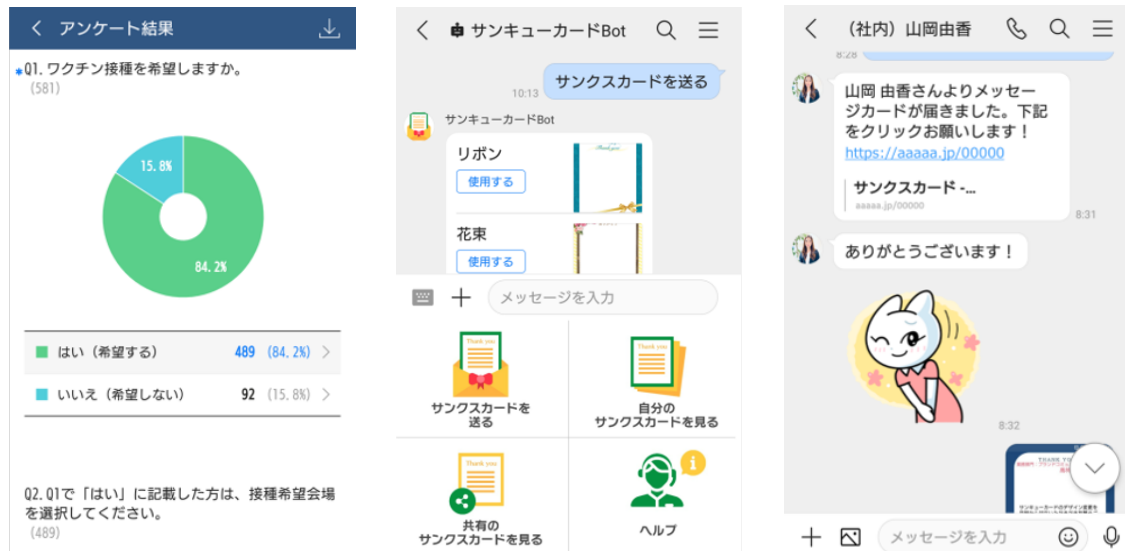 アンケート結果
*Q1. ワクチン接種を希望しますか。
(581)
15.8%
84.2%
はい（希望する） 489 (84.2%)
いいえ（希望しない） 92 (15.8%)
Q2. Q1で「はい」に記載した方は、接種希望会場
を選択してください。
(489)
サンキューカードBot
サンクスカードを送る
10:13
サンキューカードBot
リボン
使用する
Thank you!
花束
使用する
メッセージを入力
Thank you
サンクスカードを
送る
Thank you
自分の
サンクスカードを見る
Thank you
共有の
サンクスカードを見る
ヘルプ
（社内）山岡由香
8:28
山岡 由香さんよりメッセ－
ジカードが届きました。下記
をクリックお願いします！
https://aaaaa.jp/00000
サンクスカード -...
aaaaa.jp/00000
8:31
ありがとうございます！
8:32
THANK YO
メッセージを入力